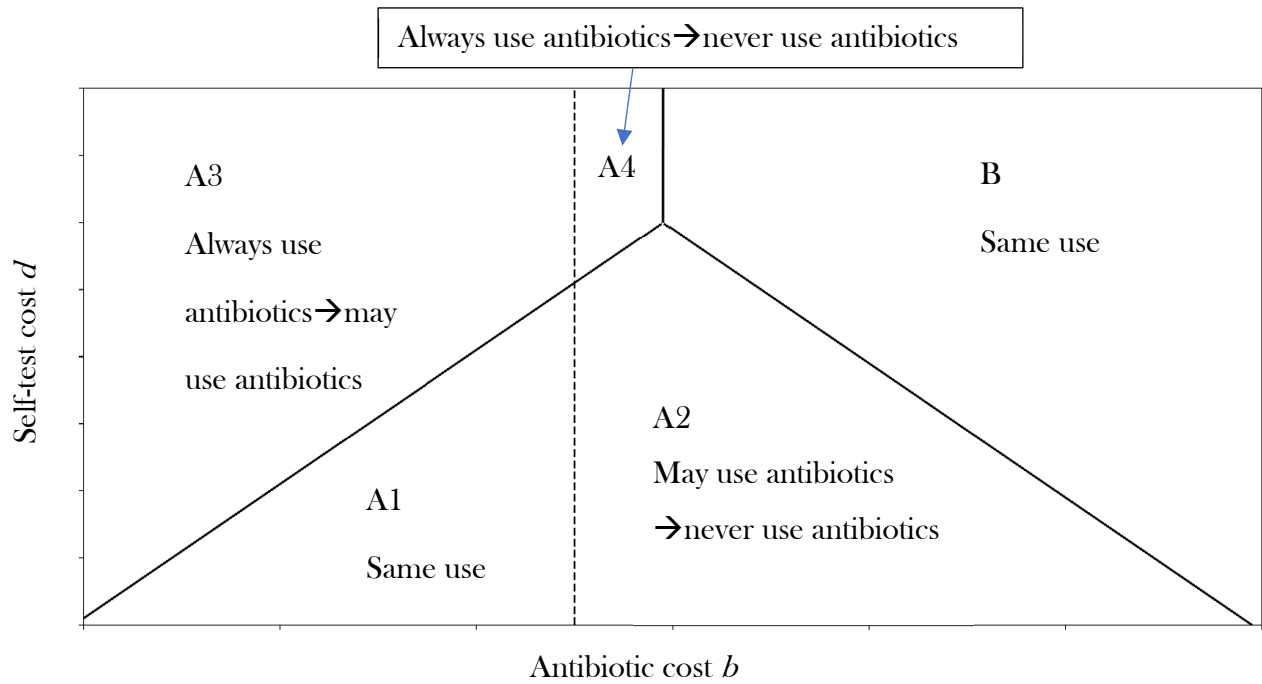 Always use antibiotics→never use antibiotics
A3
Always use
antibiotics→may
use antibiotics
A4
B
Same use
A2
May use antibiotics
→never use antibiotics
A1
Same use
Self-test cost d
Antibiotic cost b